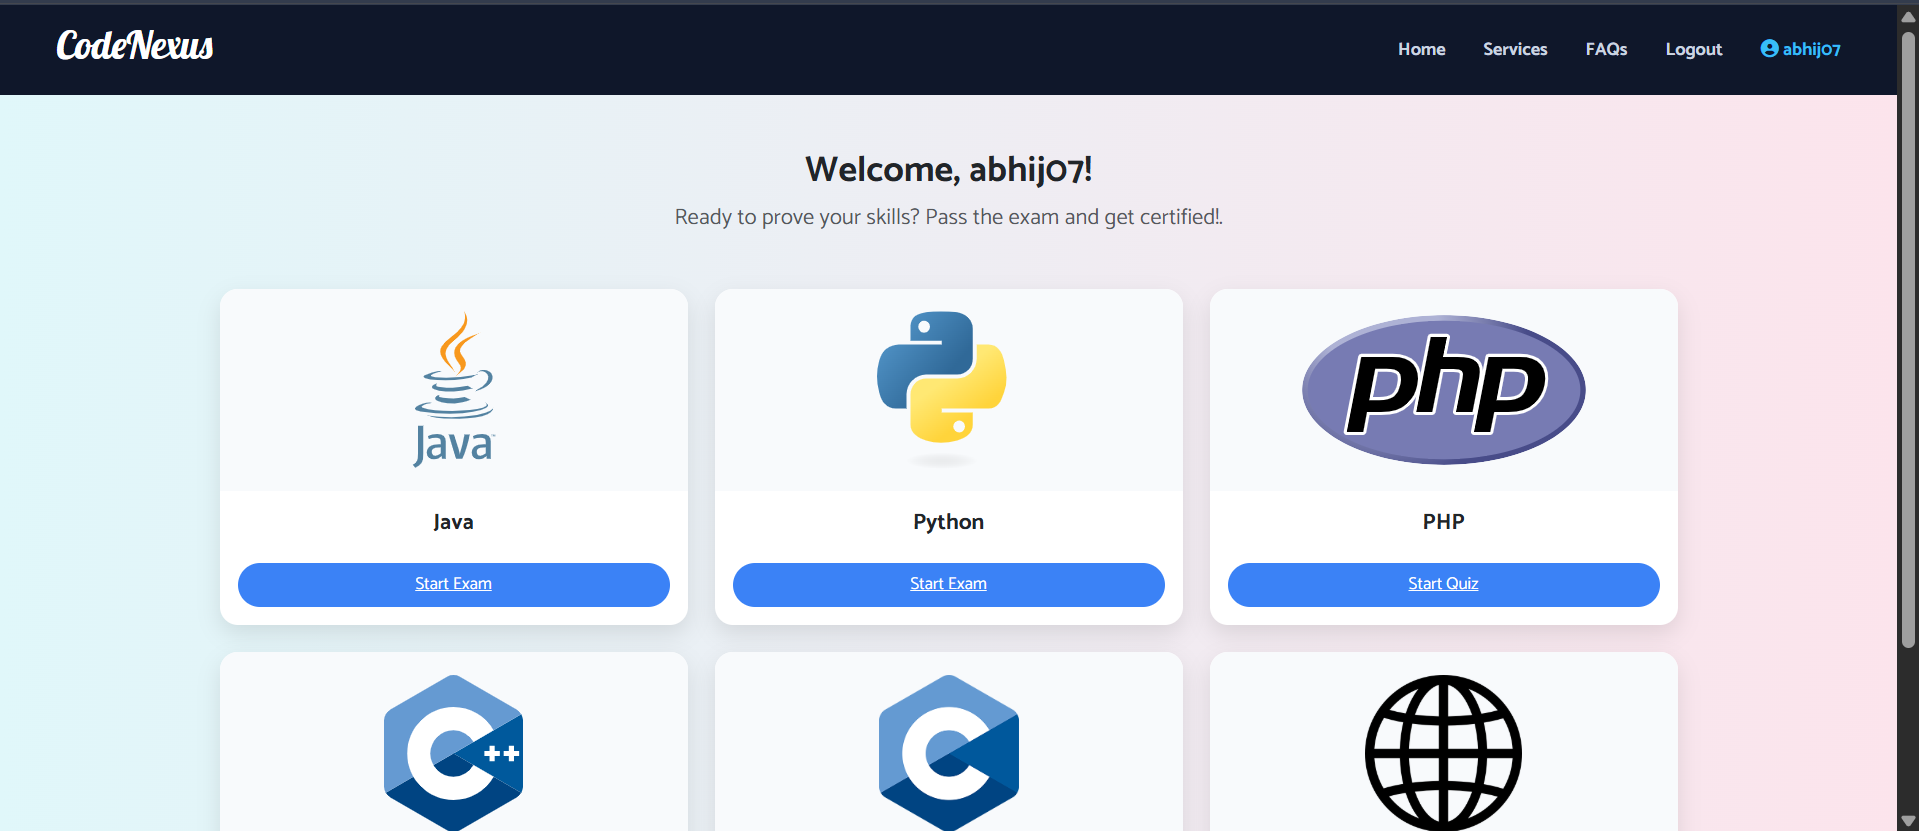 CodeNexus
Home Services FAQs Logout abhij07
Welcome, abhij07!
Ready to prove your skills? Pass the exam and get certified!.
Java™
php
Java
Python
PHP
Start Exam
Start Exam
Start Quiz
C++
C